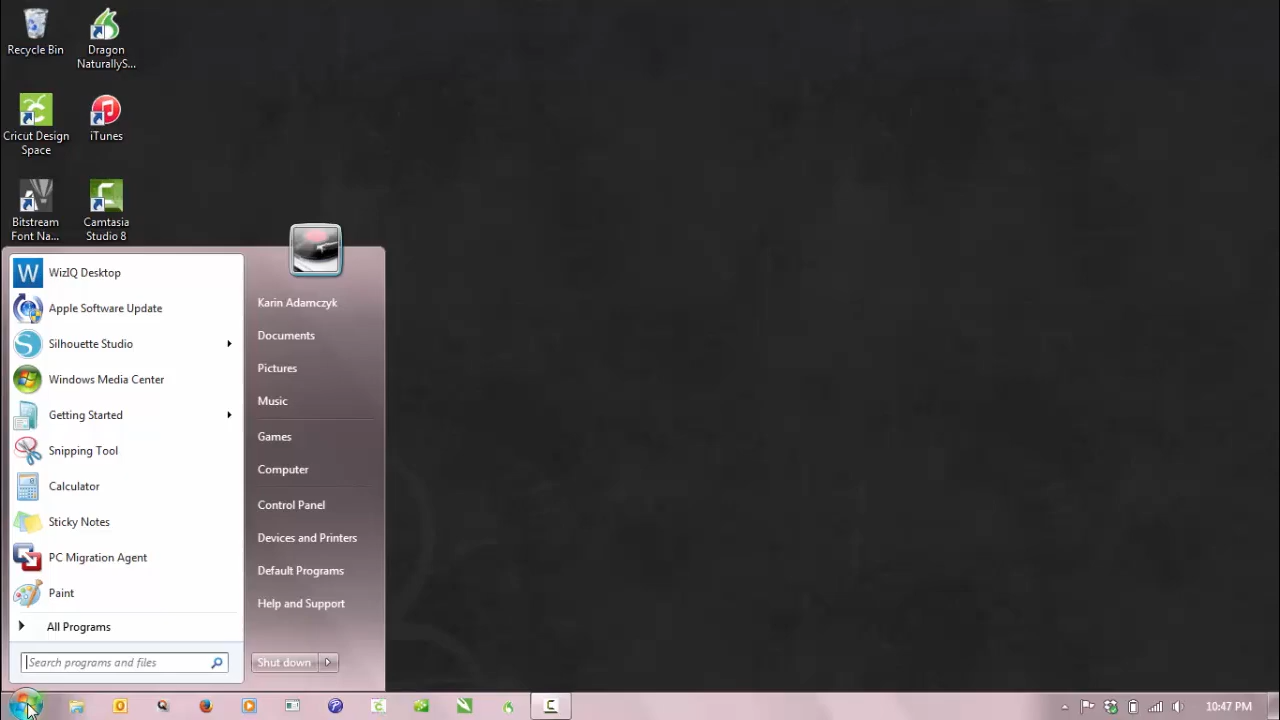 Recycle Bin
Dragon
NaturallyS...
Cricut Design
Space
iTunes
Bitstream
Font Na...
Camtasia
Studio 8
WizIQ Desktop
Apple Software Update
Silhouette Studio
Windows Media Center
Getting Started
Snipping Tool
Calculator
Sticky Notes
PC Migration Agent
Paint
All Programs
Search programs and files
Karin Adamczyk
Documents
Pictures
Music
Games
Computer
Control Panel
Devices and Printers
Default Programs
Help and Support
Shut down
10:47 PM